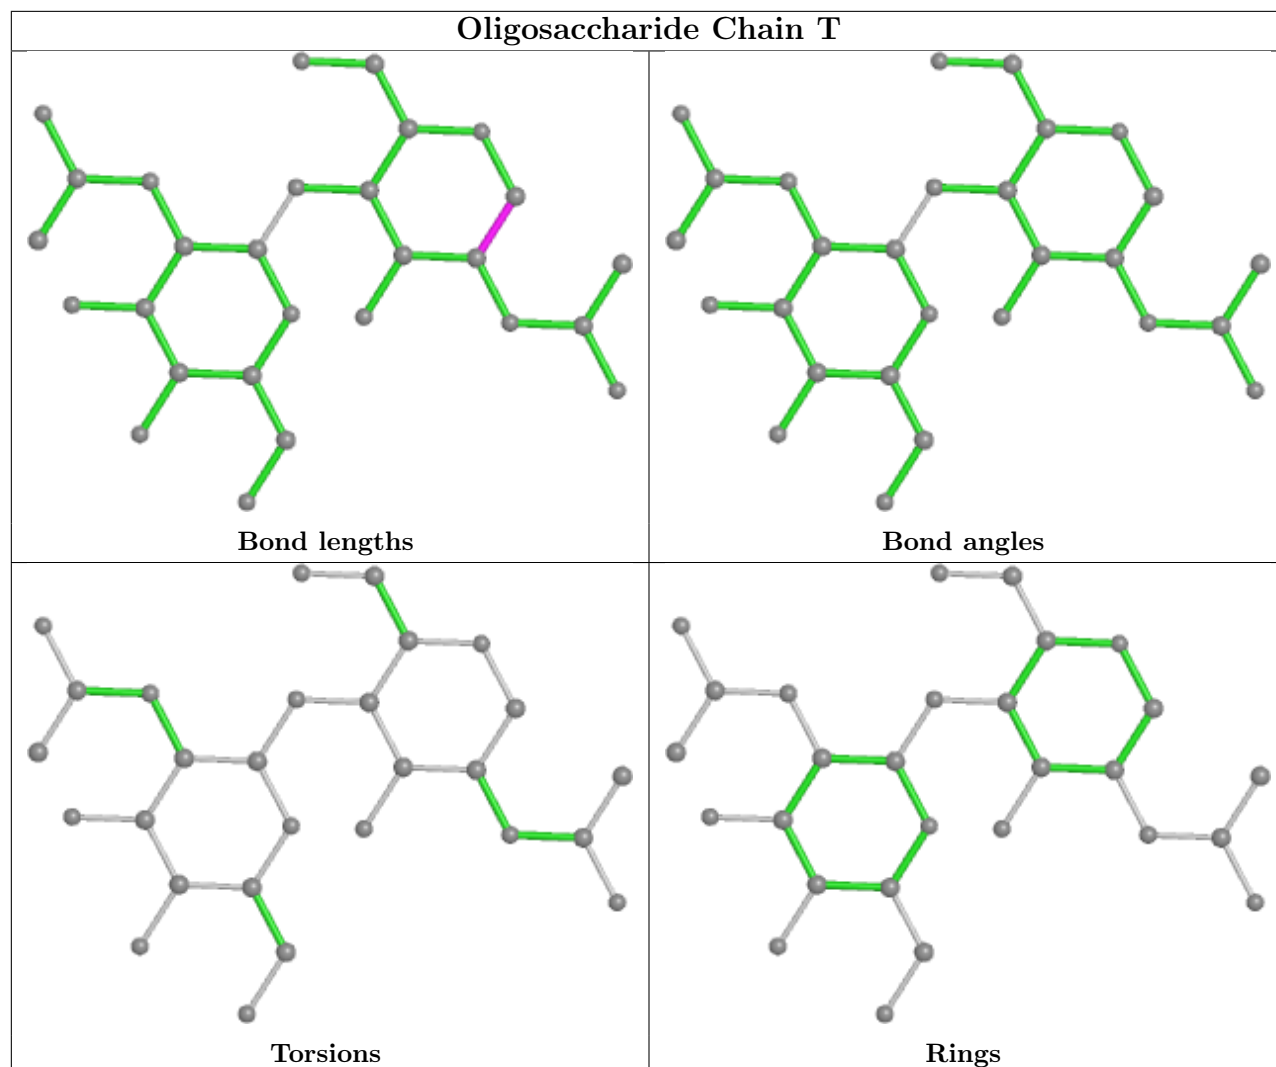 Oligosaccharide Chain T
Bond lengths
Bond angles
Torsions
Rings